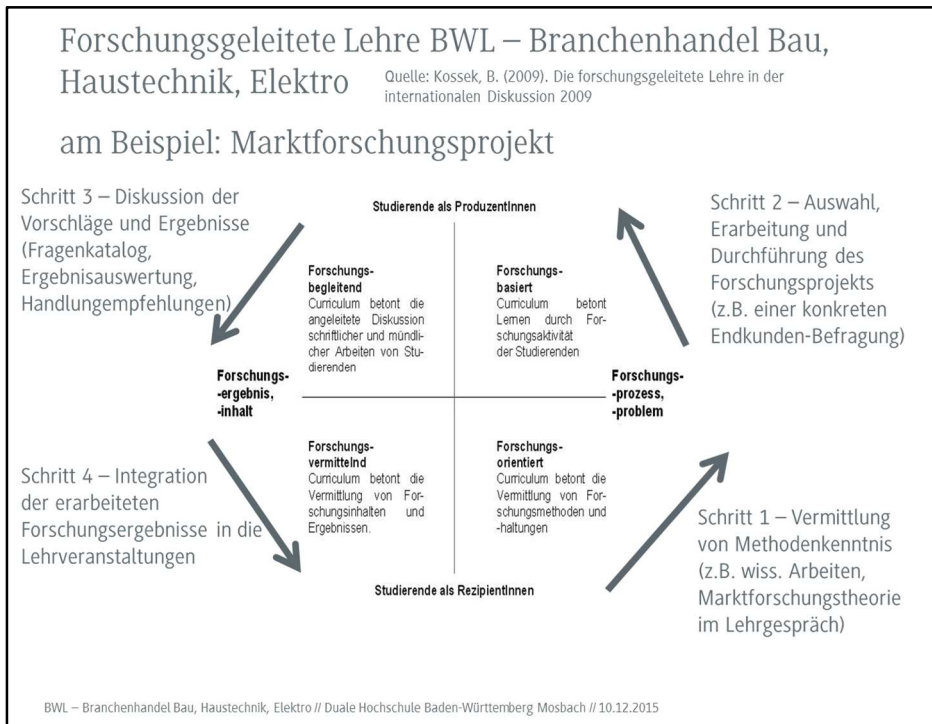 Forschungsgeleitete Lehre BWL – Branchenhandel Bau,
Haustechnik, Elektro
Quelle: Kossek, B. (2009). Die forschungsgeleitete Lehre in der
internationalen Diskussion 2009
am Beispiel: Marktforschungsprojekt
Schritt 3 – Diskussion der
Vorschläge und Ergebnisse
(Fragenkatalog,
Ergebnisauswertung,
Handlungempfehlungen)
Studierende als ProduzentInnen
Schritt 2 – Auswahl,
Erarbeitung und
Durchführung des
Forschungsprojekts
(z.B. einer konkreten
Endkunden-Befragung)
Forschungs-
begleitend
Curriculum betont die
angeleitete Diskussion
schriftlicher und mündli-
cher Arbeiten von Stu-
dierenden
Forschungs-
basiert
Curriculum betont
Lernen durch For-
schungsaktivität
der Studierenden
Forschungs-
-ergebnis,
-inhalt
Forschungs-
-prozess,
-problem
Schritt 4 – Integration
der erarbeiteten
Forschungsergebnisse in die
Lehrveranstaltungen
Forschungs-
vermittelnd
Curriculum betont die
Vermittlung von For-
schungsinhalten und
Ergebnissen.
Forschungs-
orientiert
Curriculum betont die
Vermittlung von For-
schungsmethoden und
-haltungen
Schritt 1 – Vermittlung
von Methodenkenntnis
(z.B. wiss. Arbeiten,
Marktforschungstheorie
im Lehrgespräch)
Studierende als RezipientInnen
BWL – Branchenhandel Bau, Haustechnik, Elektro // Duale Hochschule Baden-Württemberg Mosbach // 10.12.2015